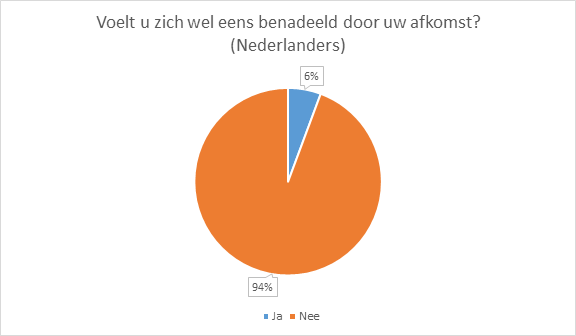 Voelt u zich wel eens benadeeld door uw afkomst?
(Nederlanders)
6%
94%
Ja Nee